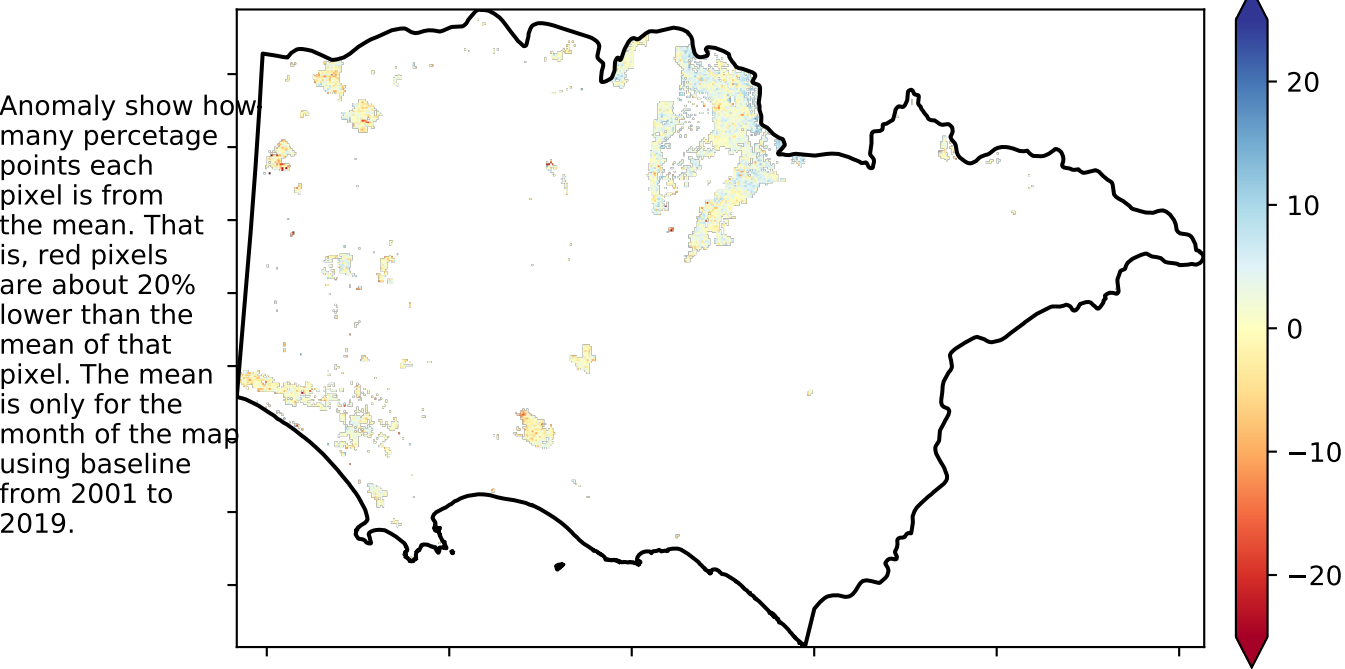 Anomaly show how
many percetage
points each
pixel is from
the mean. That
is, red pixels
are about 20%
lower than the
mean of that
pixel. The mean
is only for the
month of the map
using baseline
from 2001 to
2019.
20
10
0
−10
−20